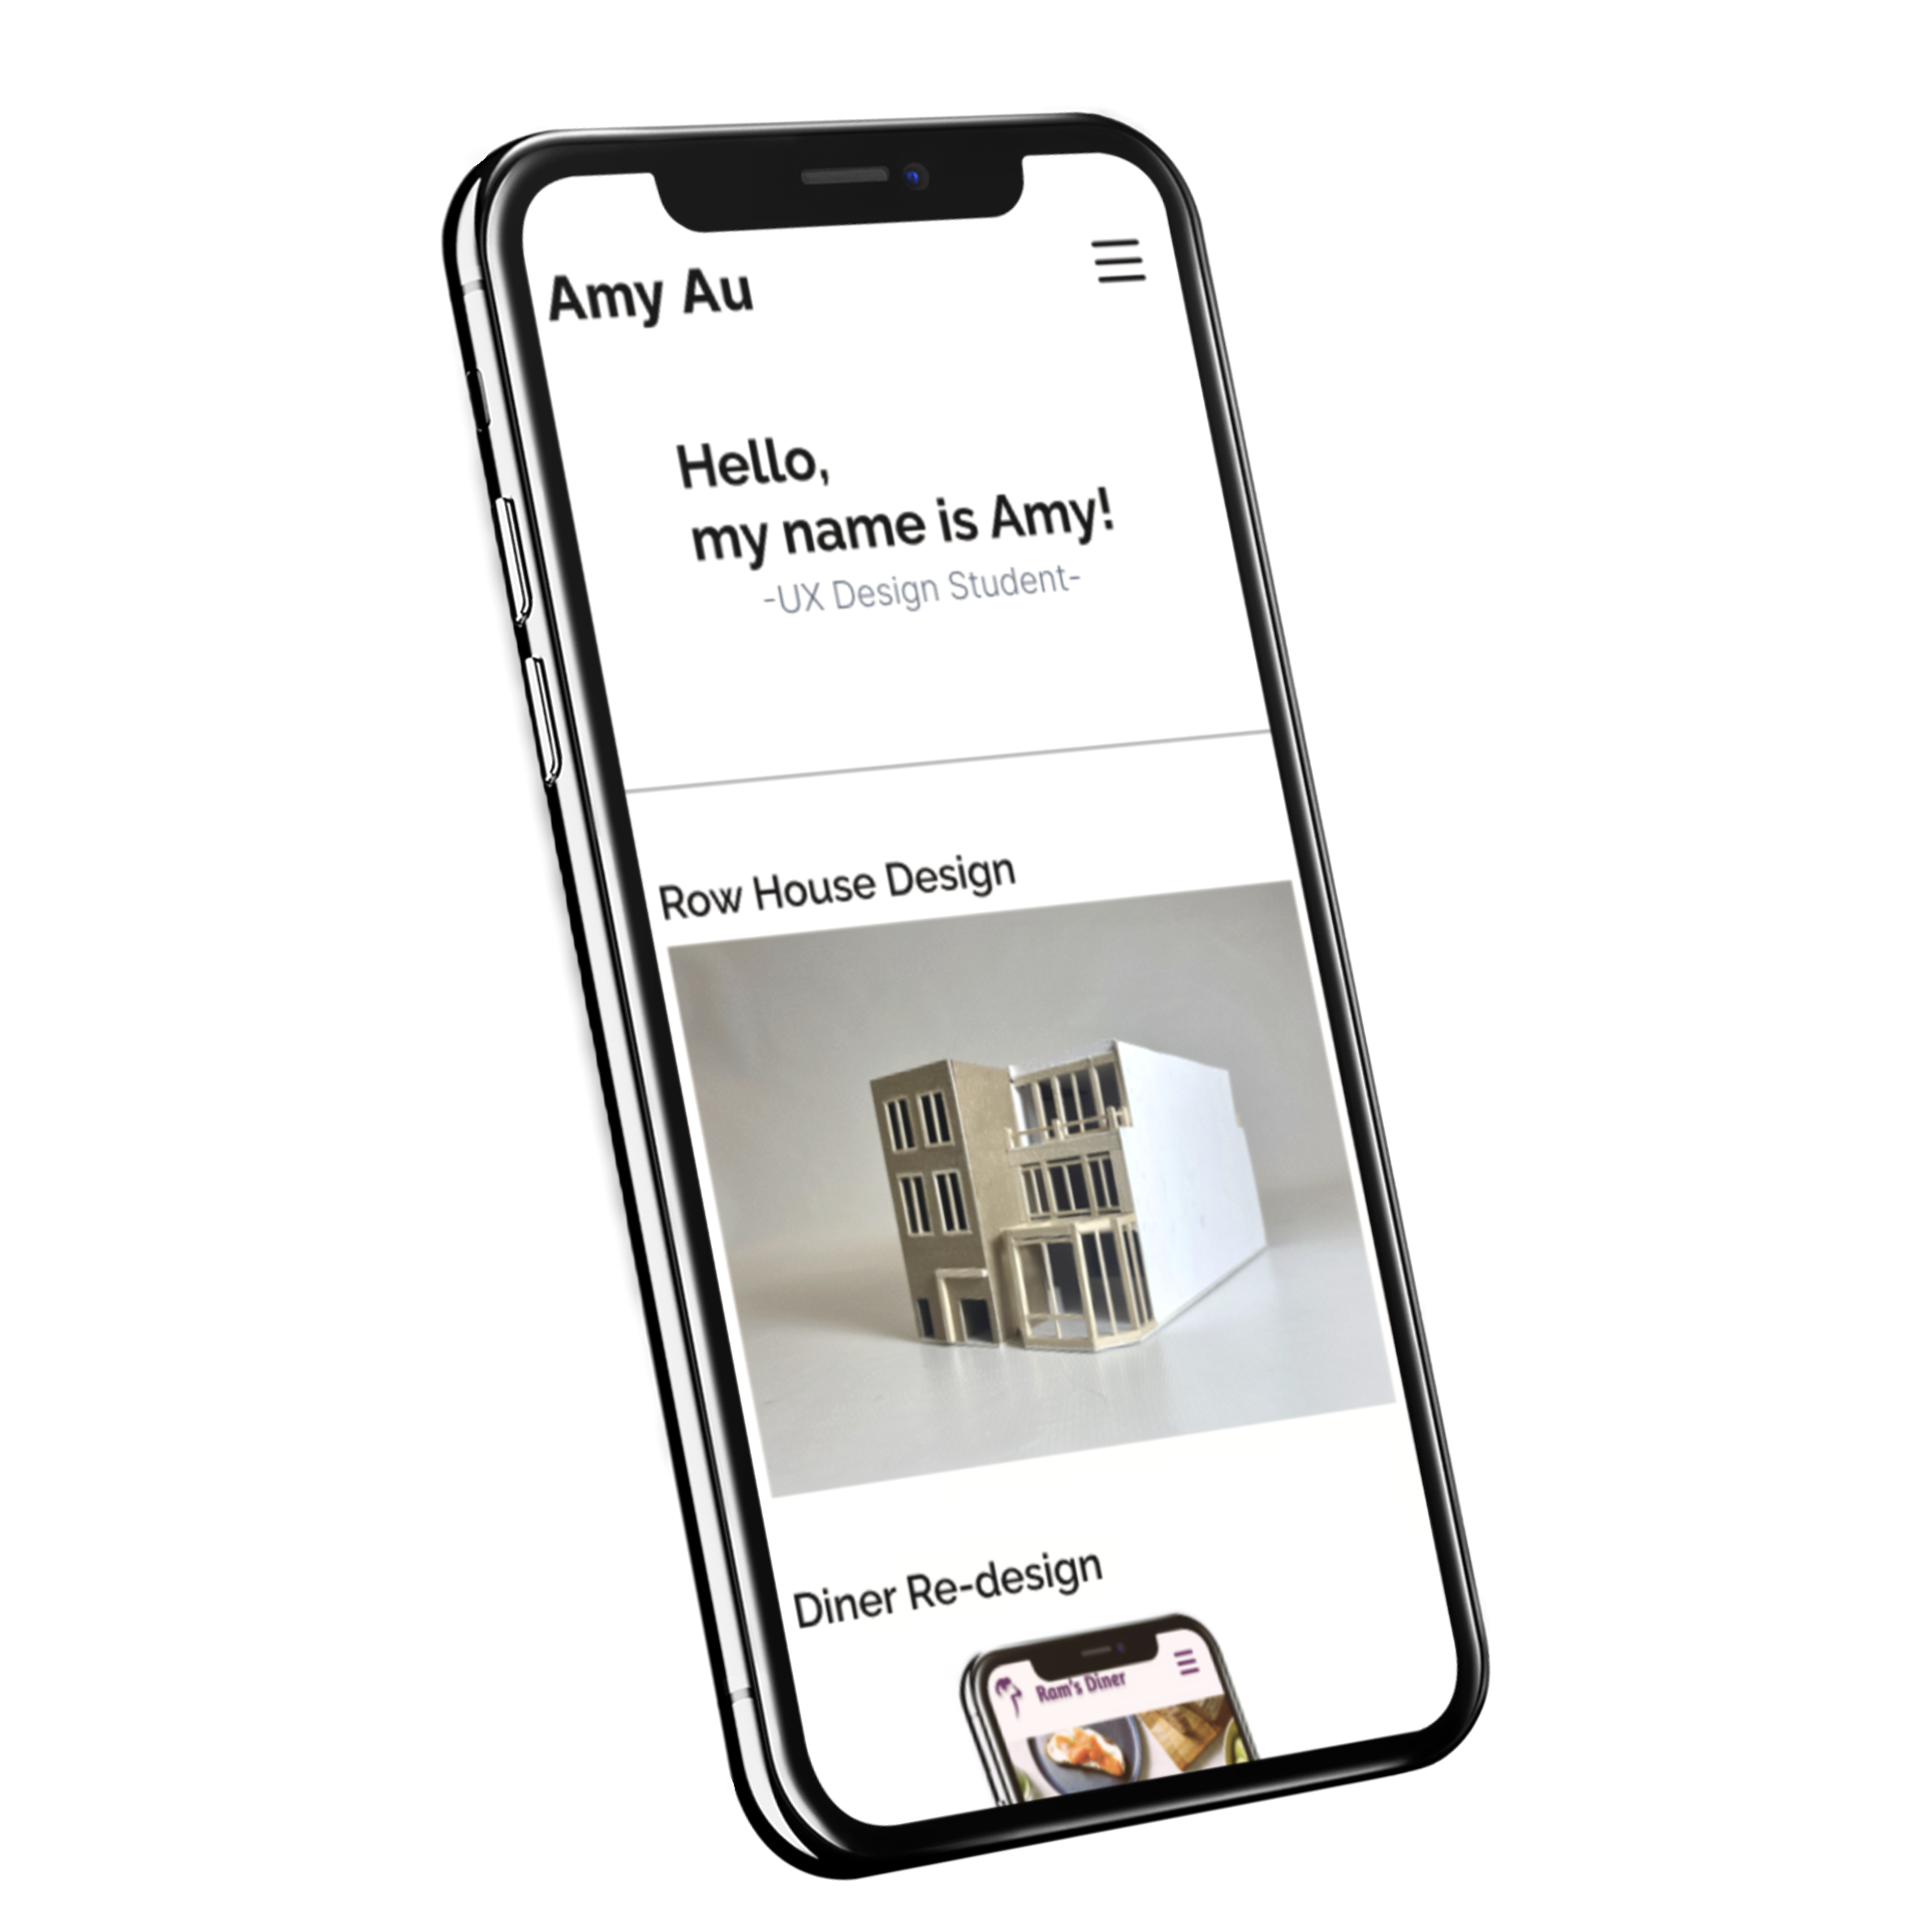 Amy Au
Hello,
my name is Amy!
-UX Design Student-
Row House Design
Diner Re-design
Ram's Diner